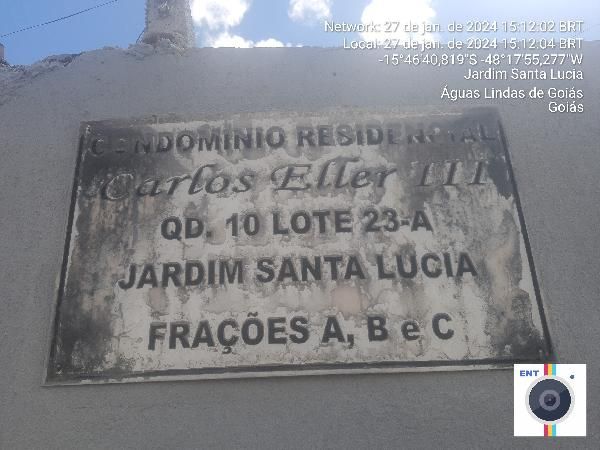 Network: 27 de jan. de 2024 15:12:02 BRT
Local: 27 de jan. de 2024 15:12:04 BRT
-15°46'40,819"S -48°17'55,277"W
Jardim Santa Lucia
Águas Lindas de Goiás
Goiás
CONDOMINIO RESIDENCIAL
Carlos Eller III
QD. 10 LOTE 23-A
JARDIM SANTA LUCIA
FRAÇÕES A, B e C
ENT